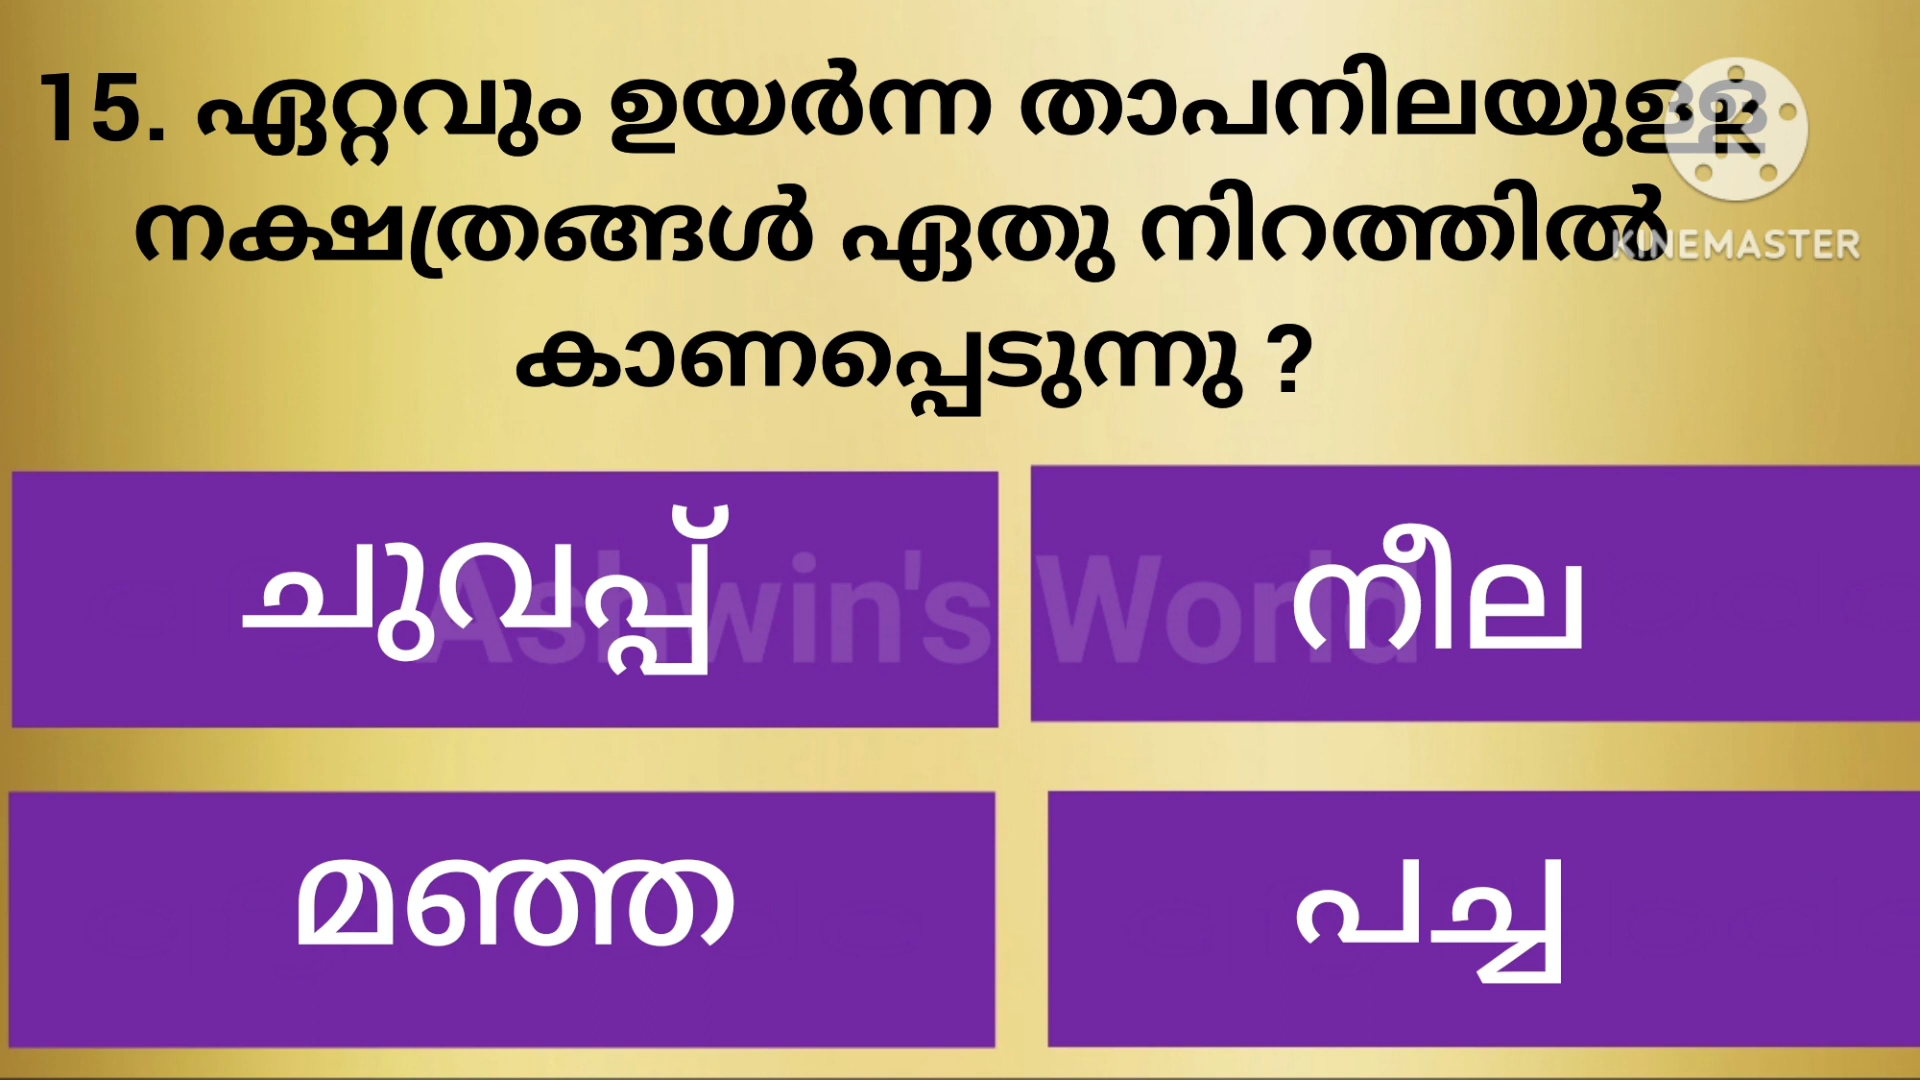 15. ഏറ്റവും ഉയർന്ന താപനിലയുള്ള
നക്ഷത്രങ്ങൾ ഏതു നിറത്തിൽ
കാണപ്പെടുന്നു ?
KINEMASTER
ചുവപ്പ്
നീല
Ashwin's World
മഞ്ഞ
പച്ച